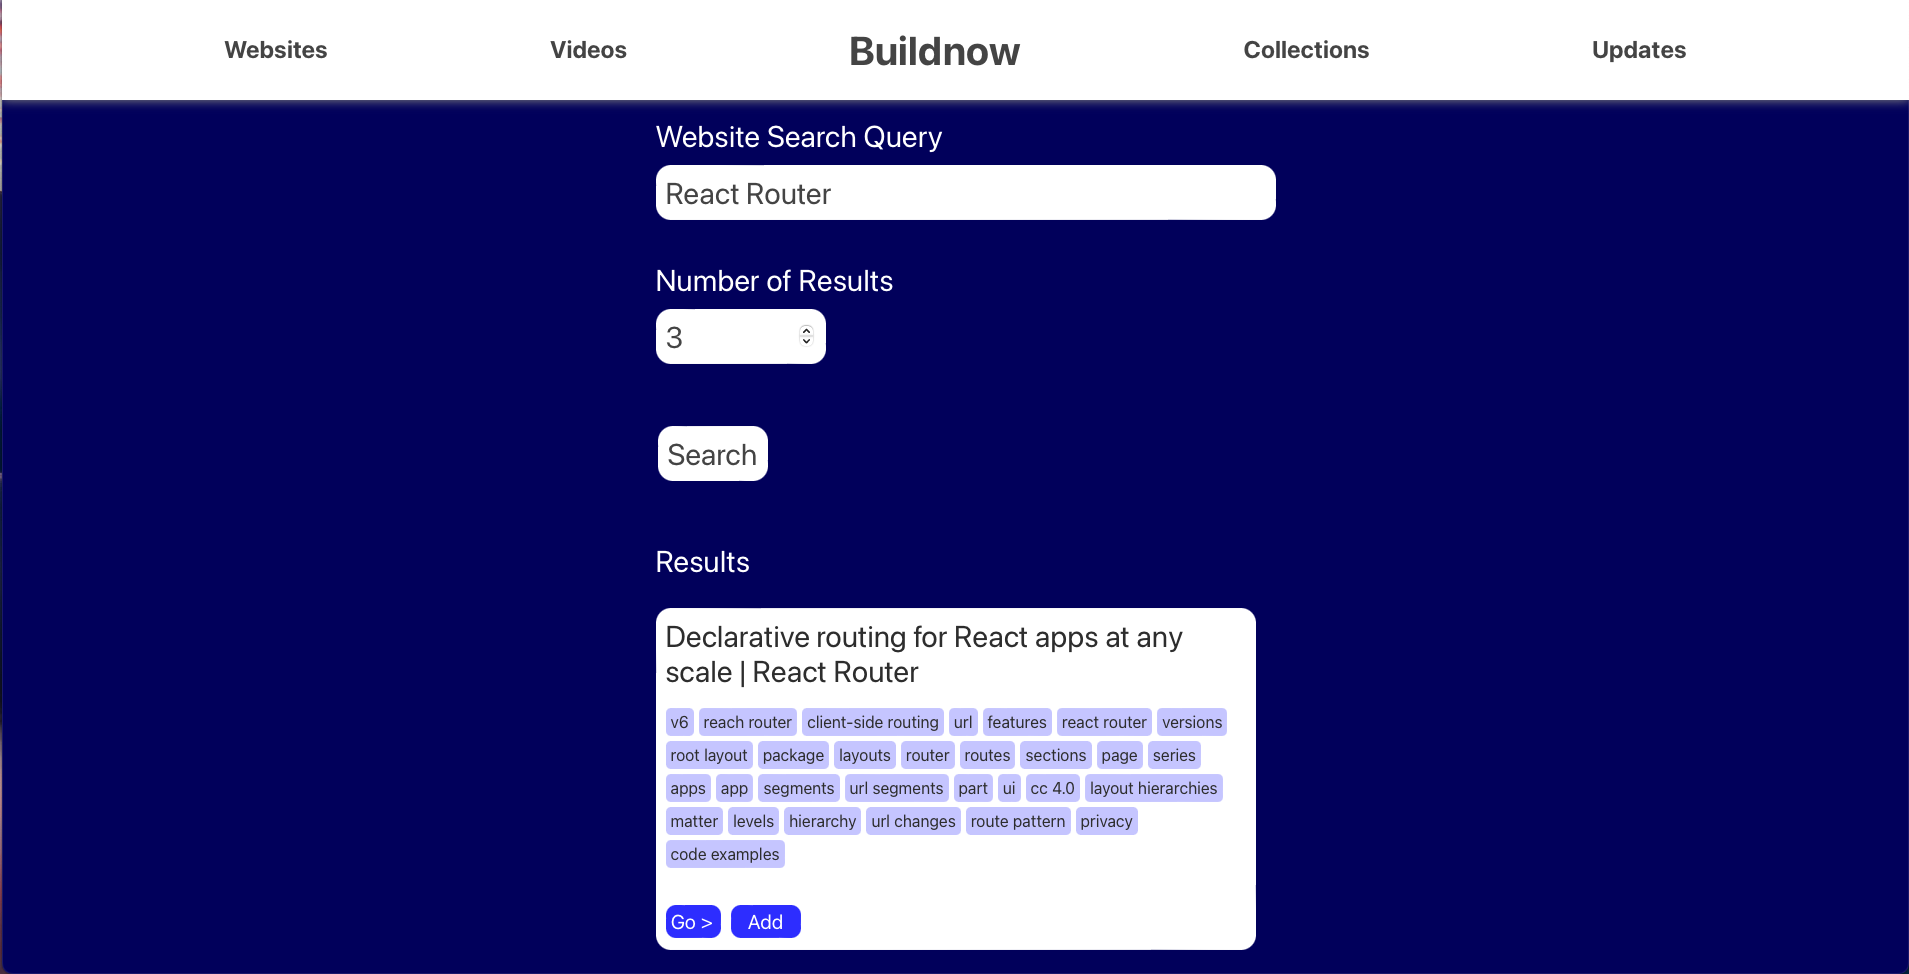 Websites Videos Buildnow Collections Updates
Website Search Query
React Router
Number of Results
3
Search
Results
Declarative routing for React apps at any
scale | React Router
v6 reach router client-side routing url features react router versions
root layout package layouts router routes sections page series
apps app segments url segments part ui cc 4.0 layout hierarchies
matter levels hierarchy url changes route pattern privacy
code examples
Go > Add